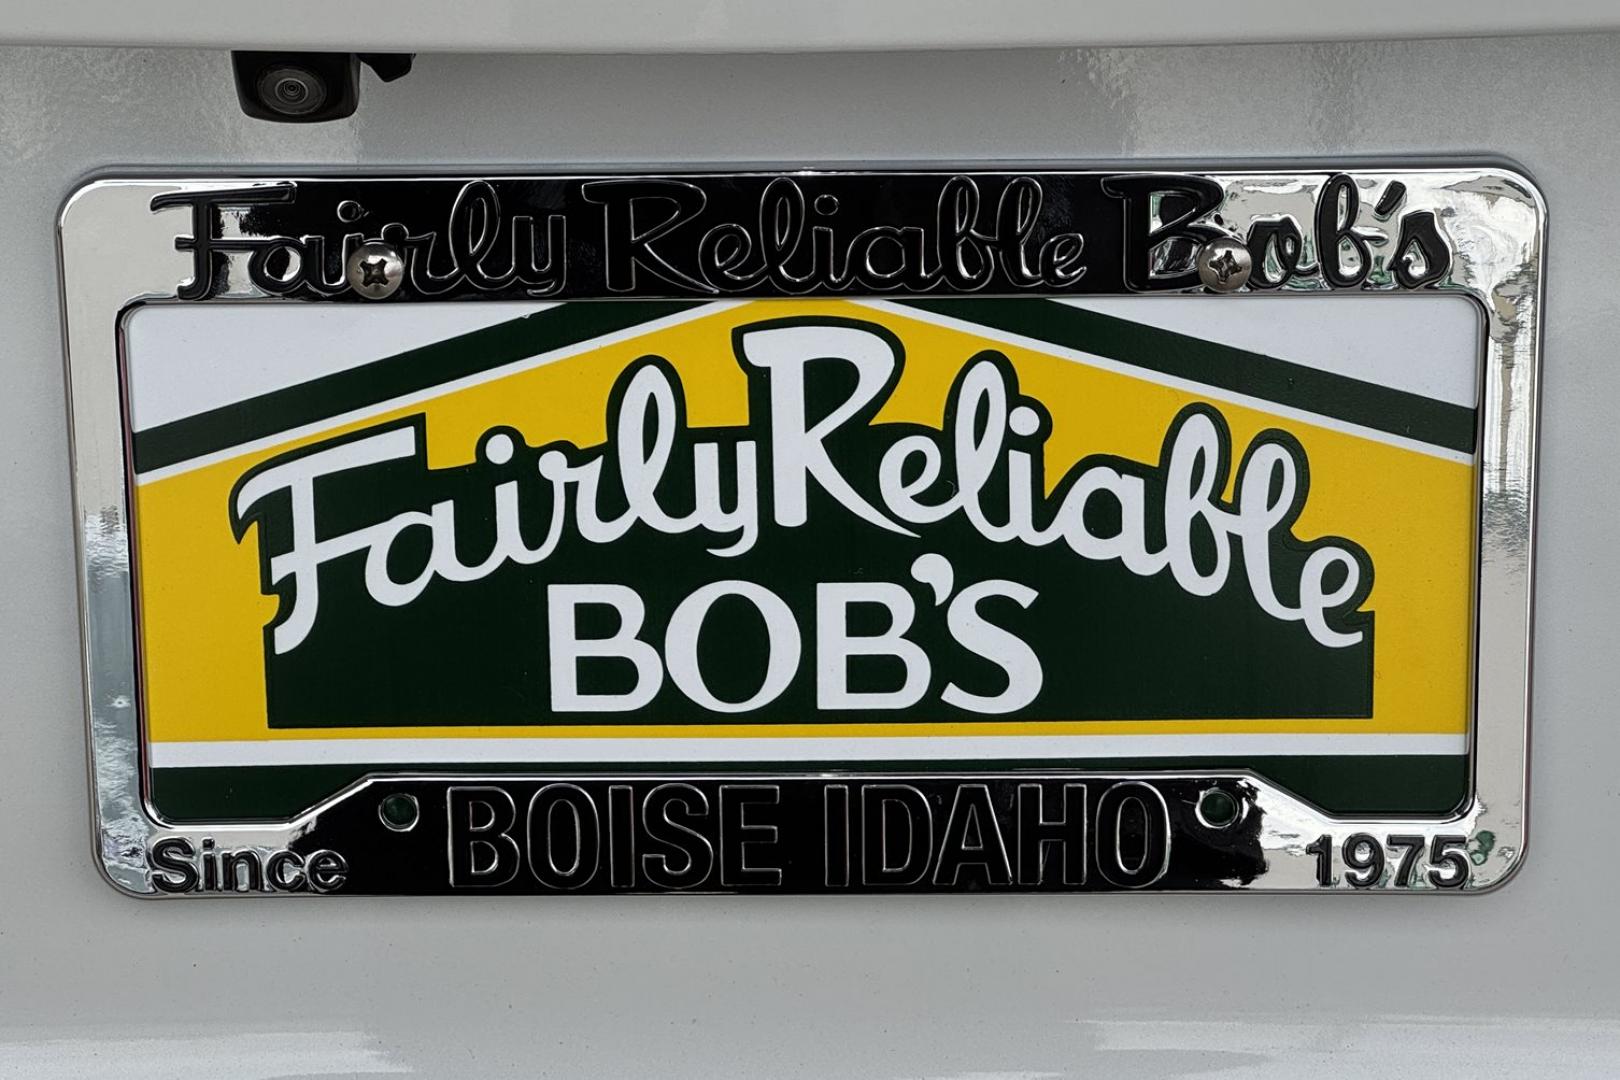 Fairly Reliable Bob's
Fairly Reliable
BOB'S
BOISE IDAHO
Since 1975